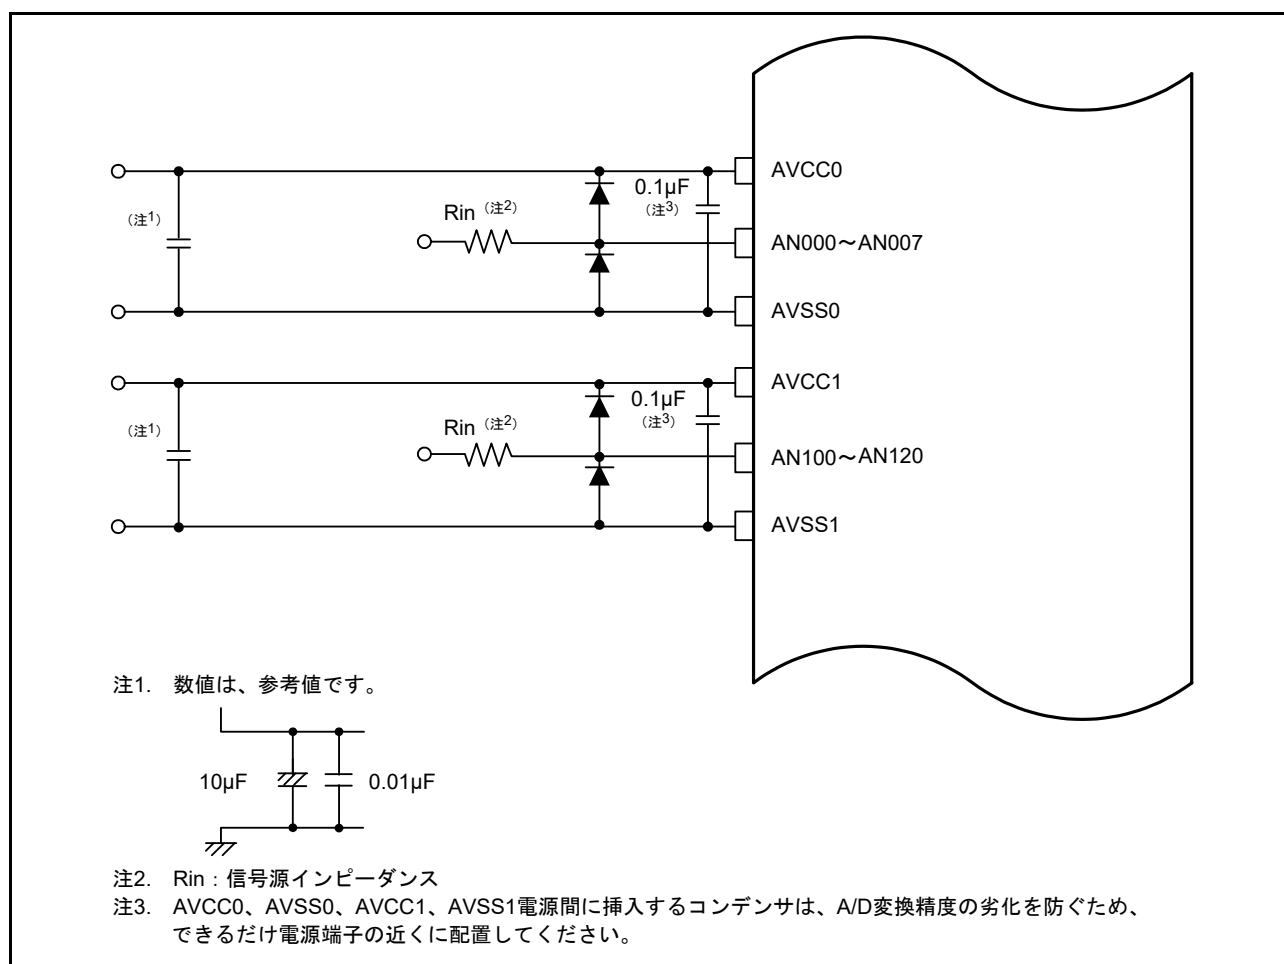 AVCC0
0.1μF
(注3)
(注1)
Rin (注2)
AN000～AN007
AVSS0
AVCC1
0.1μF
(注3)
(注1)
Rin (注2)
AN100～AN120
AVSS1
注1. 数値は、参考値です。
10μF
0.01μF
注2. Rin：信号源インピーダンス
注3. AVCC0、AVSS0、AVCC1、AVSS1電源間に挿入するコンデンサは、A/D変換精度の劣化を防ぐため、
できるだけ電源端子の近くに配置してください。